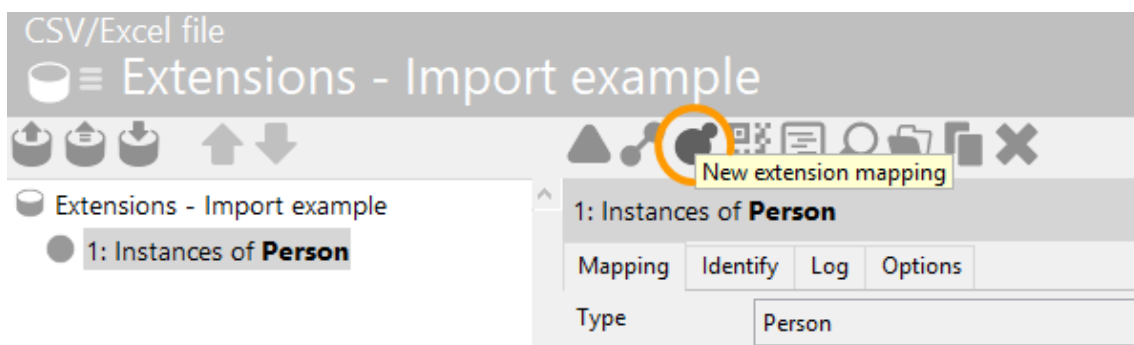 CSV/Excel file
Extensions - Import example
New extension mapping
Extensions - Import example
1: Instances of Person
1: Instances of Person
Mapping Identify Log Options
Type Person